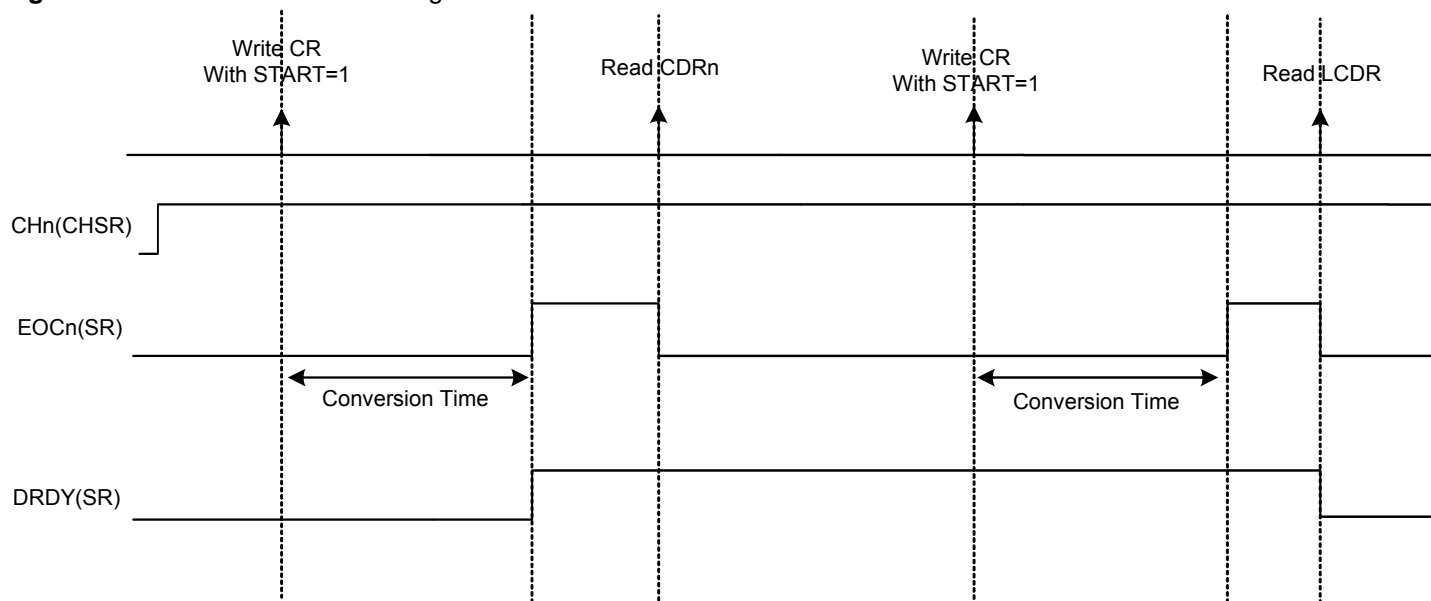 Write CR
With START=1
Read CDRn
Write CR
With START=1
Read LCDR
CHn(CHSR)
EOCn(SR)
Conversion Time
Conversion Time
DRDY(SR)